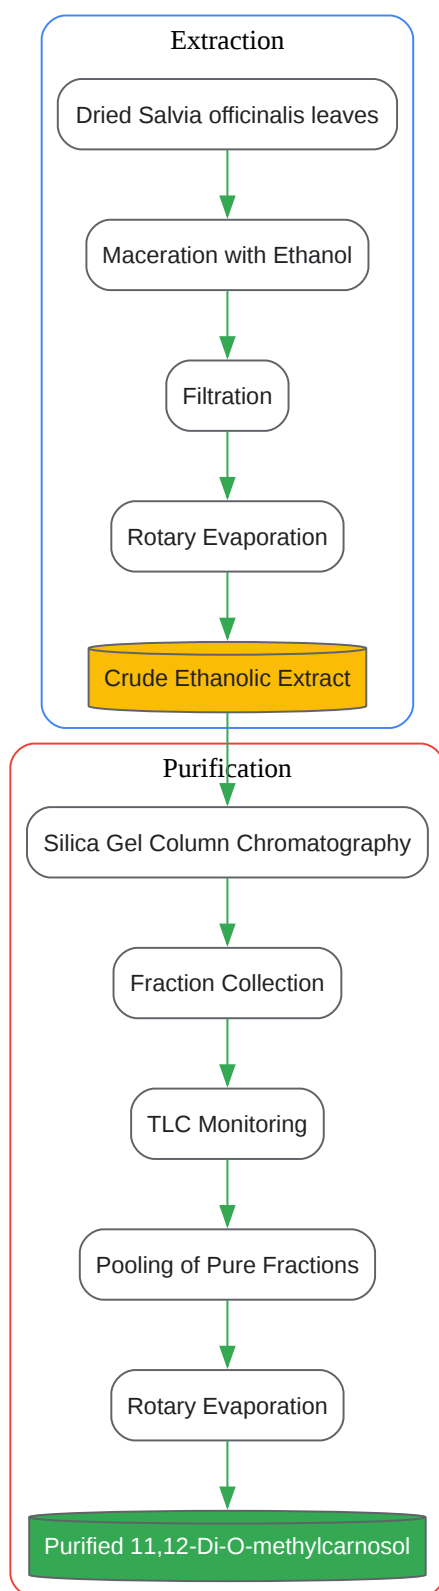 Extraction
Dried Salvia officinalis leaves
Maceration with Ethanol
Filtration
Rotary Evaporation
Crude Ethanolic Extract
Purification
Silica Gel Column Chromatography
Fraction Collection
TLC Monitoring
Pooling of Pure Fractions
Rotary Evaporation
Purified 11,12-Di-O-methylcarnosol